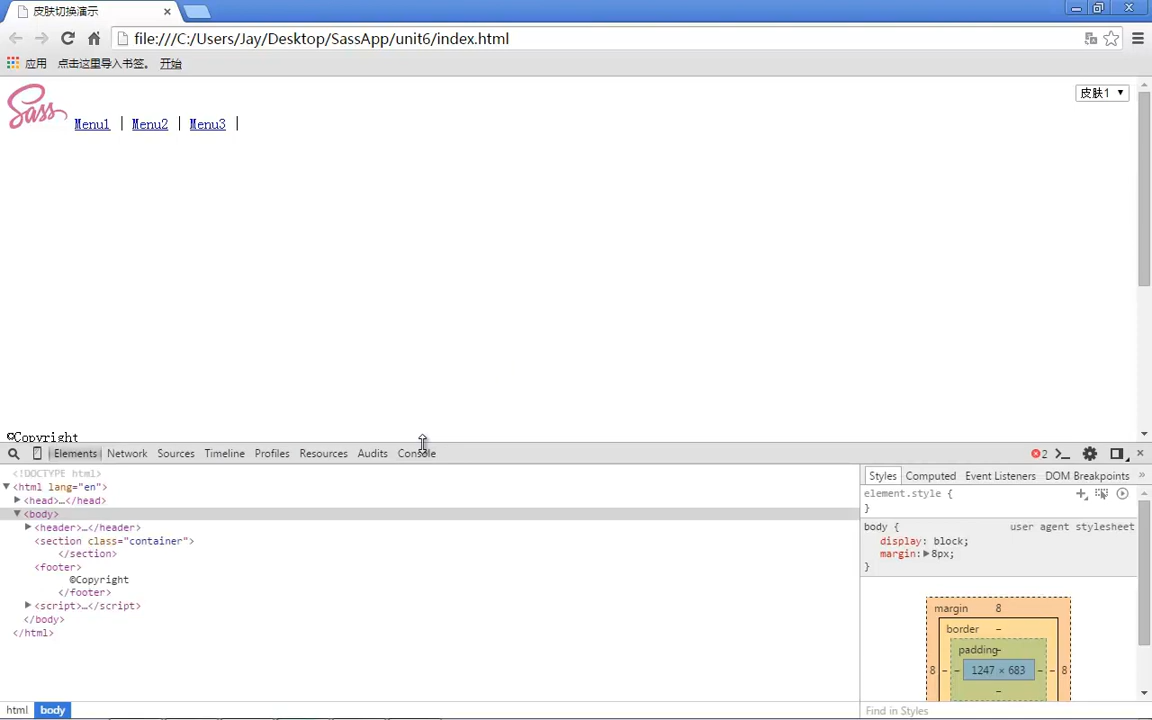 皮肤切换演示
file:///C:/Users/Jay/Desktop/SassApp/unit6/index.html
应用 点击这里导入书签。 开始
Sass
Menu1 | Menu2 | Menu3 |
皮肤1
©Copyright
Elements Network Sources Timeline Profiles Resources Audits Console 2
<!DOCTYPE html>
<html lang="en">
<head>…</head>
<body>
<header>…</header>
<section class="container">
</section>
<footer>
©Copyright
</footer>
<script>…</script>
</body>
</html>
html body
Styles Computed Event Listeners DOM Breakpoints »
element.style {
}
body { user agent stylesheet
display: block;
margin: 8px;
}
margin 8
border –
padding –
8 – – 1247 × 683 – – 8
–
Find in Styles